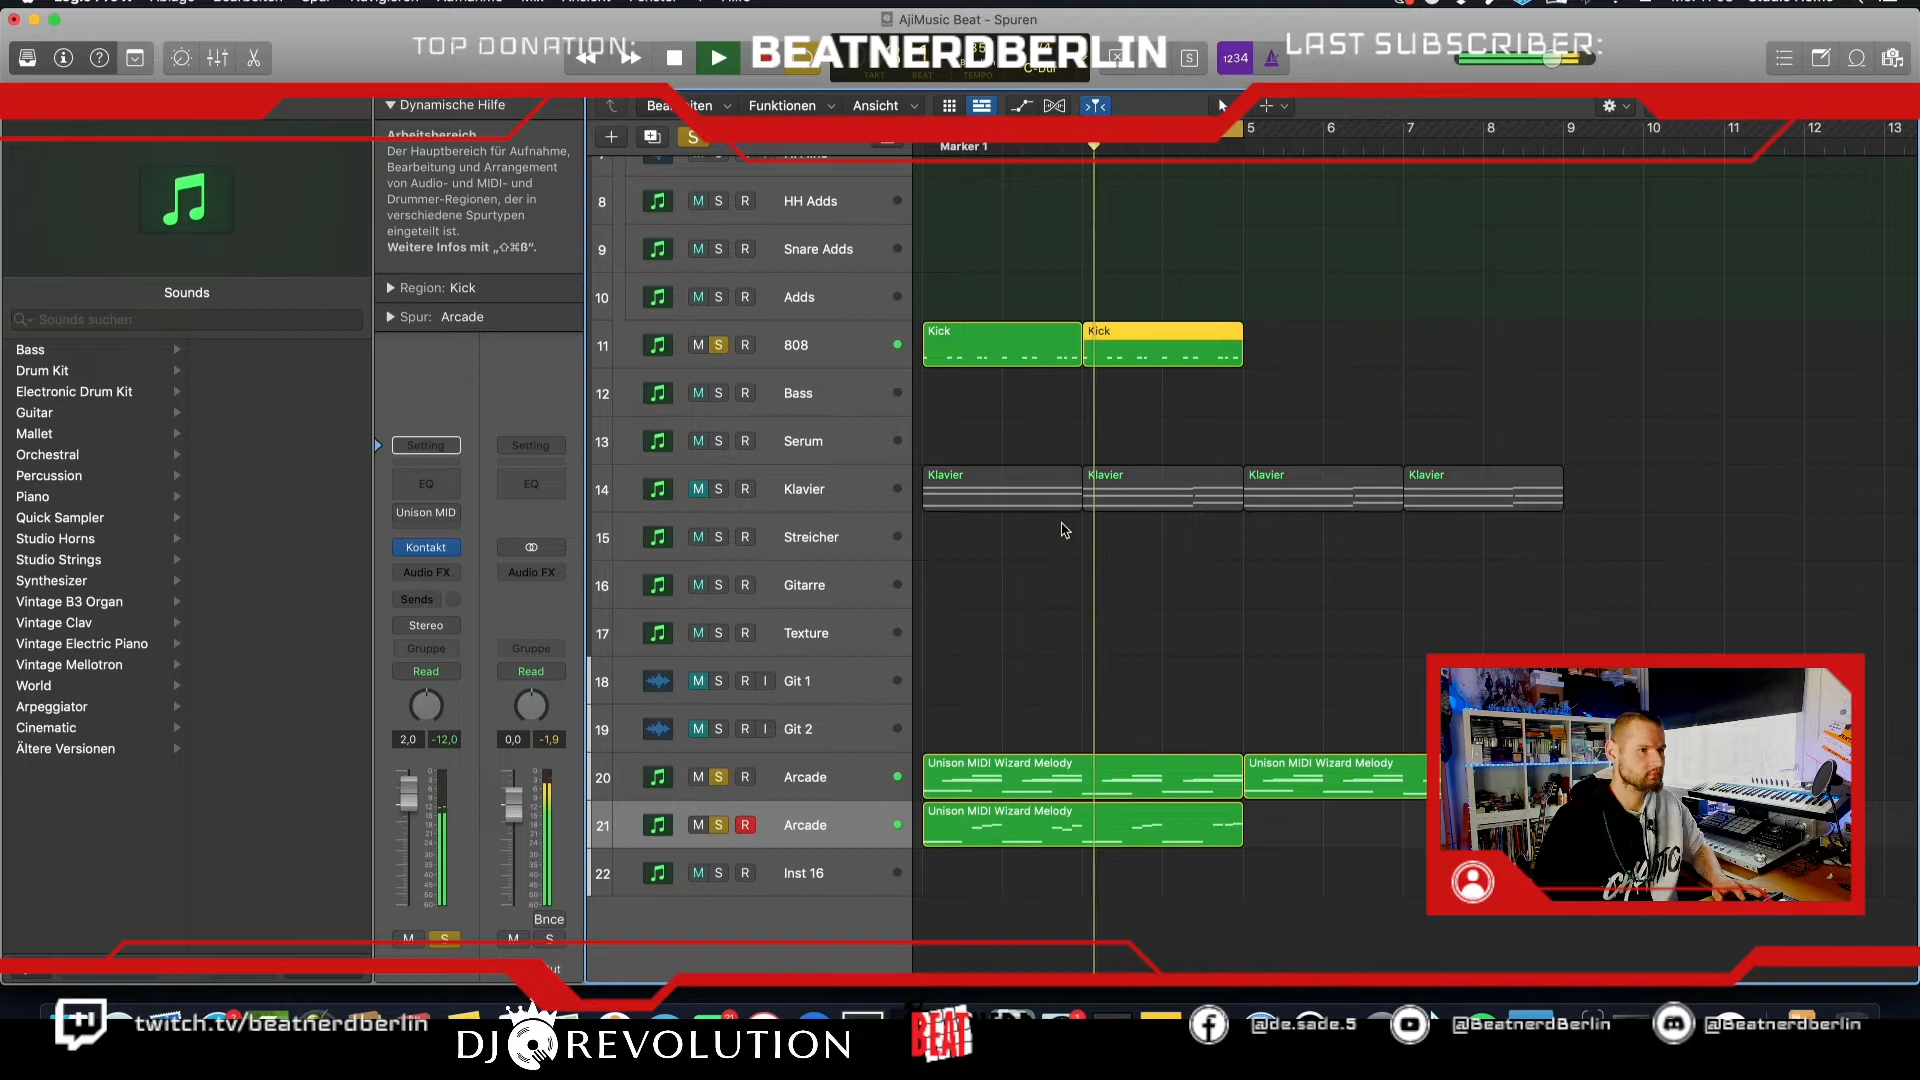 AjiMusic Beat - Spuren
TOP DONATION:
BEATNERDBERLIN
LAST SUBSCRIBER:
1234
TAKT
BEAT
TEMPO
C-Dur
Dynamische Hilfe
Arbeitsbereich
Der Hauptbereich für Aufnahme,
Bearbeitung und Arrangement
von Audio- und MIDI- und
Drummer-Regionen, der in
verschiedene Spurtypen
eingeteilt ist.
Weitere Infos mit „⇧⌘ß“.
Region: Kick
Spur: Arcade
Bearbeiten
Funktionen
Ansicht
Marker 1
5 6 7 8 9 10 11 12 13
Sounds
Sounds suchen
Bass
Drum Kit
Electronic Drum Kit
Guitar
Mallet
Orchestral
Percussion
Piano
Quick Sampler
Studio Horns
Studio Strings
Synthesizer
Vintage B3 Organ
Vintage Clav
Vintage Electric Piano
Vintage Mellotron
World
Arpeggiator
Cinematic
Ältere Versionen
Setting Setting
EQ EQ
Unison MID
Kontakt
Audio FX Audio FX
Sends
Stereo
Gruppe Gruppe
Read Read
2,0 -12,0 0,0 -1,9
Bnce
M S M S
8 M S R HH Adds
9 M S R Snare Adds
10 M S R Adds
11 M S R 808
Kick Kick
12 M S R Bass
13 M S R Serum
14 M S R Klavier
Klavier Klavier Klavier Klavier
15 M S R Streicher
16 M S R Gitarre
17 M S R Texture
18 M S R I Git 1
19 M S R I Git 2
20 M S R Arcade
Unison MIDI Wizard Melody Unison MIDI Wizard Melody
21 M S R Arcade
Unison MIDI Wizard Melody
22 M S R Inst 16
twitch.tv/beatnerdberlin
DJ REVOLUTION
BEAT
@de.sade.5
@BeatnerdBerlin
@Beatnerdberlin